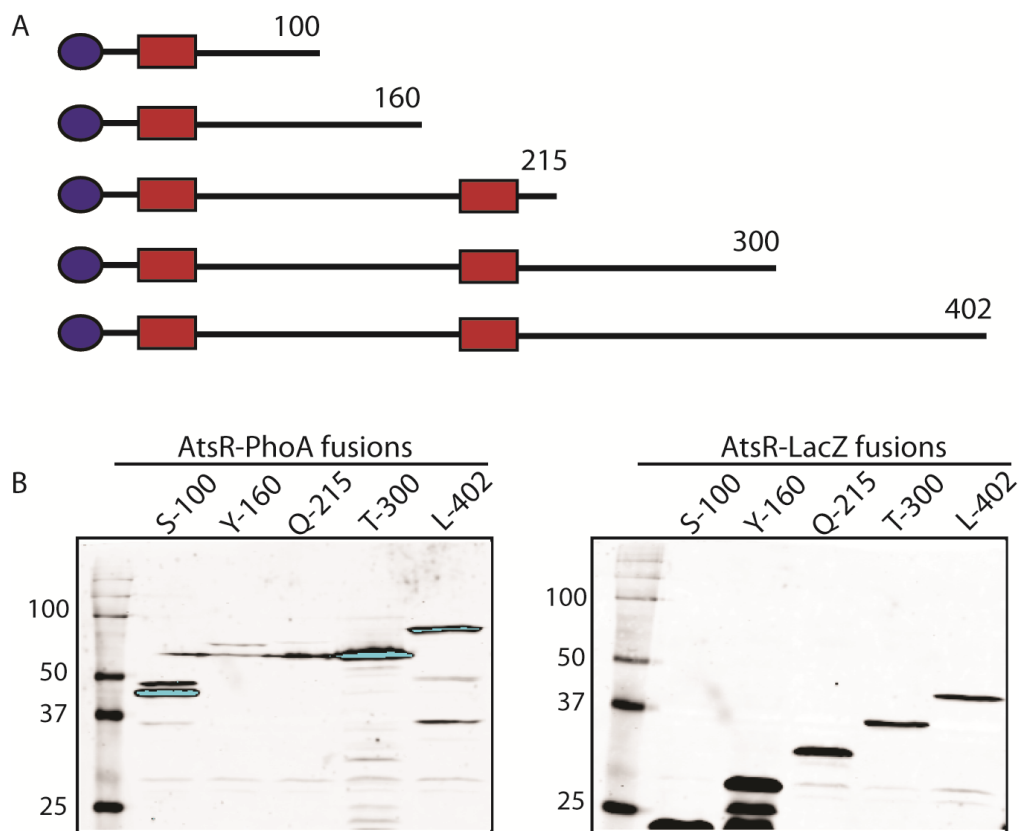 A
100
160
215
300
402
AtsR-PhoA fusions
AtsR-LacZ fusions
B
S-100
Y-160
Q-215
T-300
L-402
S-100
Y-160
Q-215
T-300
L-402
100
50
37
25
100
50
37
25